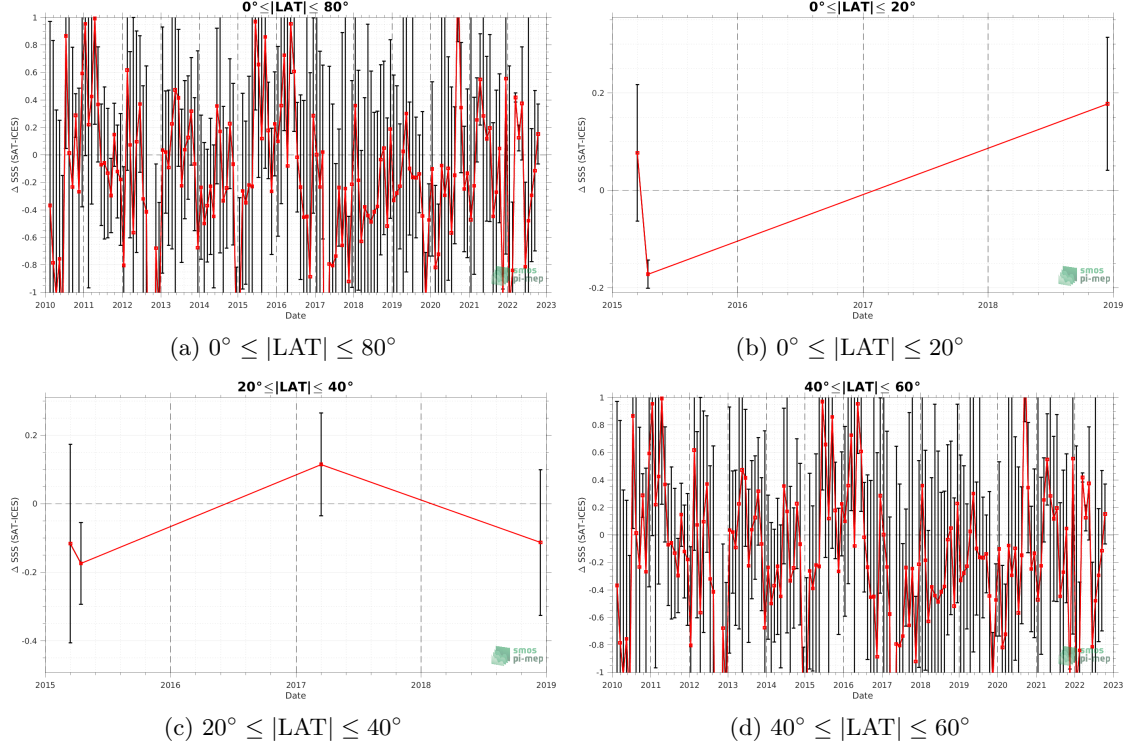 0°≤|LAT|≤ 80°
Δ SSS (SAT-ICES)
1
0.8
0.6
0.4
0.2
0
-0.2
-0.4
-0.6
-0.8
-1
2010 2011 2012 2013 2014 2015 2016 2017 2018 2019 2020 2021 2022 2023
Date
smos
pi-mep
(a) 0° ≤ |LAT| ≤ 80°
0°≤|LAT|≤ 20°
Δ SSS (SAT-ICES)
0.2
0
-0.2
2015 2016 2017 2018 2019
Date
smos
pi-mep
(b) 0° ≤ |LAT| ≤ 20°
20°≤|LAT|≤ 40°
Δ SSS (SAT-ICES)
0.2
0
-0.2
-0.4
2015 2016 2017 2018 2019
Date
smos
pi-mep
(c) 20° ≤ |LAT| ≤ 40°
40°≤|LAT|≤ 60°
Δ SSS (SAT-ICES)
1
0.8
0.6
0.4
0.2
0
-0.2
-0.4
-0.6
-0.8
-1
2010 2011 2012 2013 2014 2015 2016 2017 2018 2019 2020 2021 2022 2023
Date
smos
pi-mep
(d) 40° ≤ |LAT| ≤ 60°